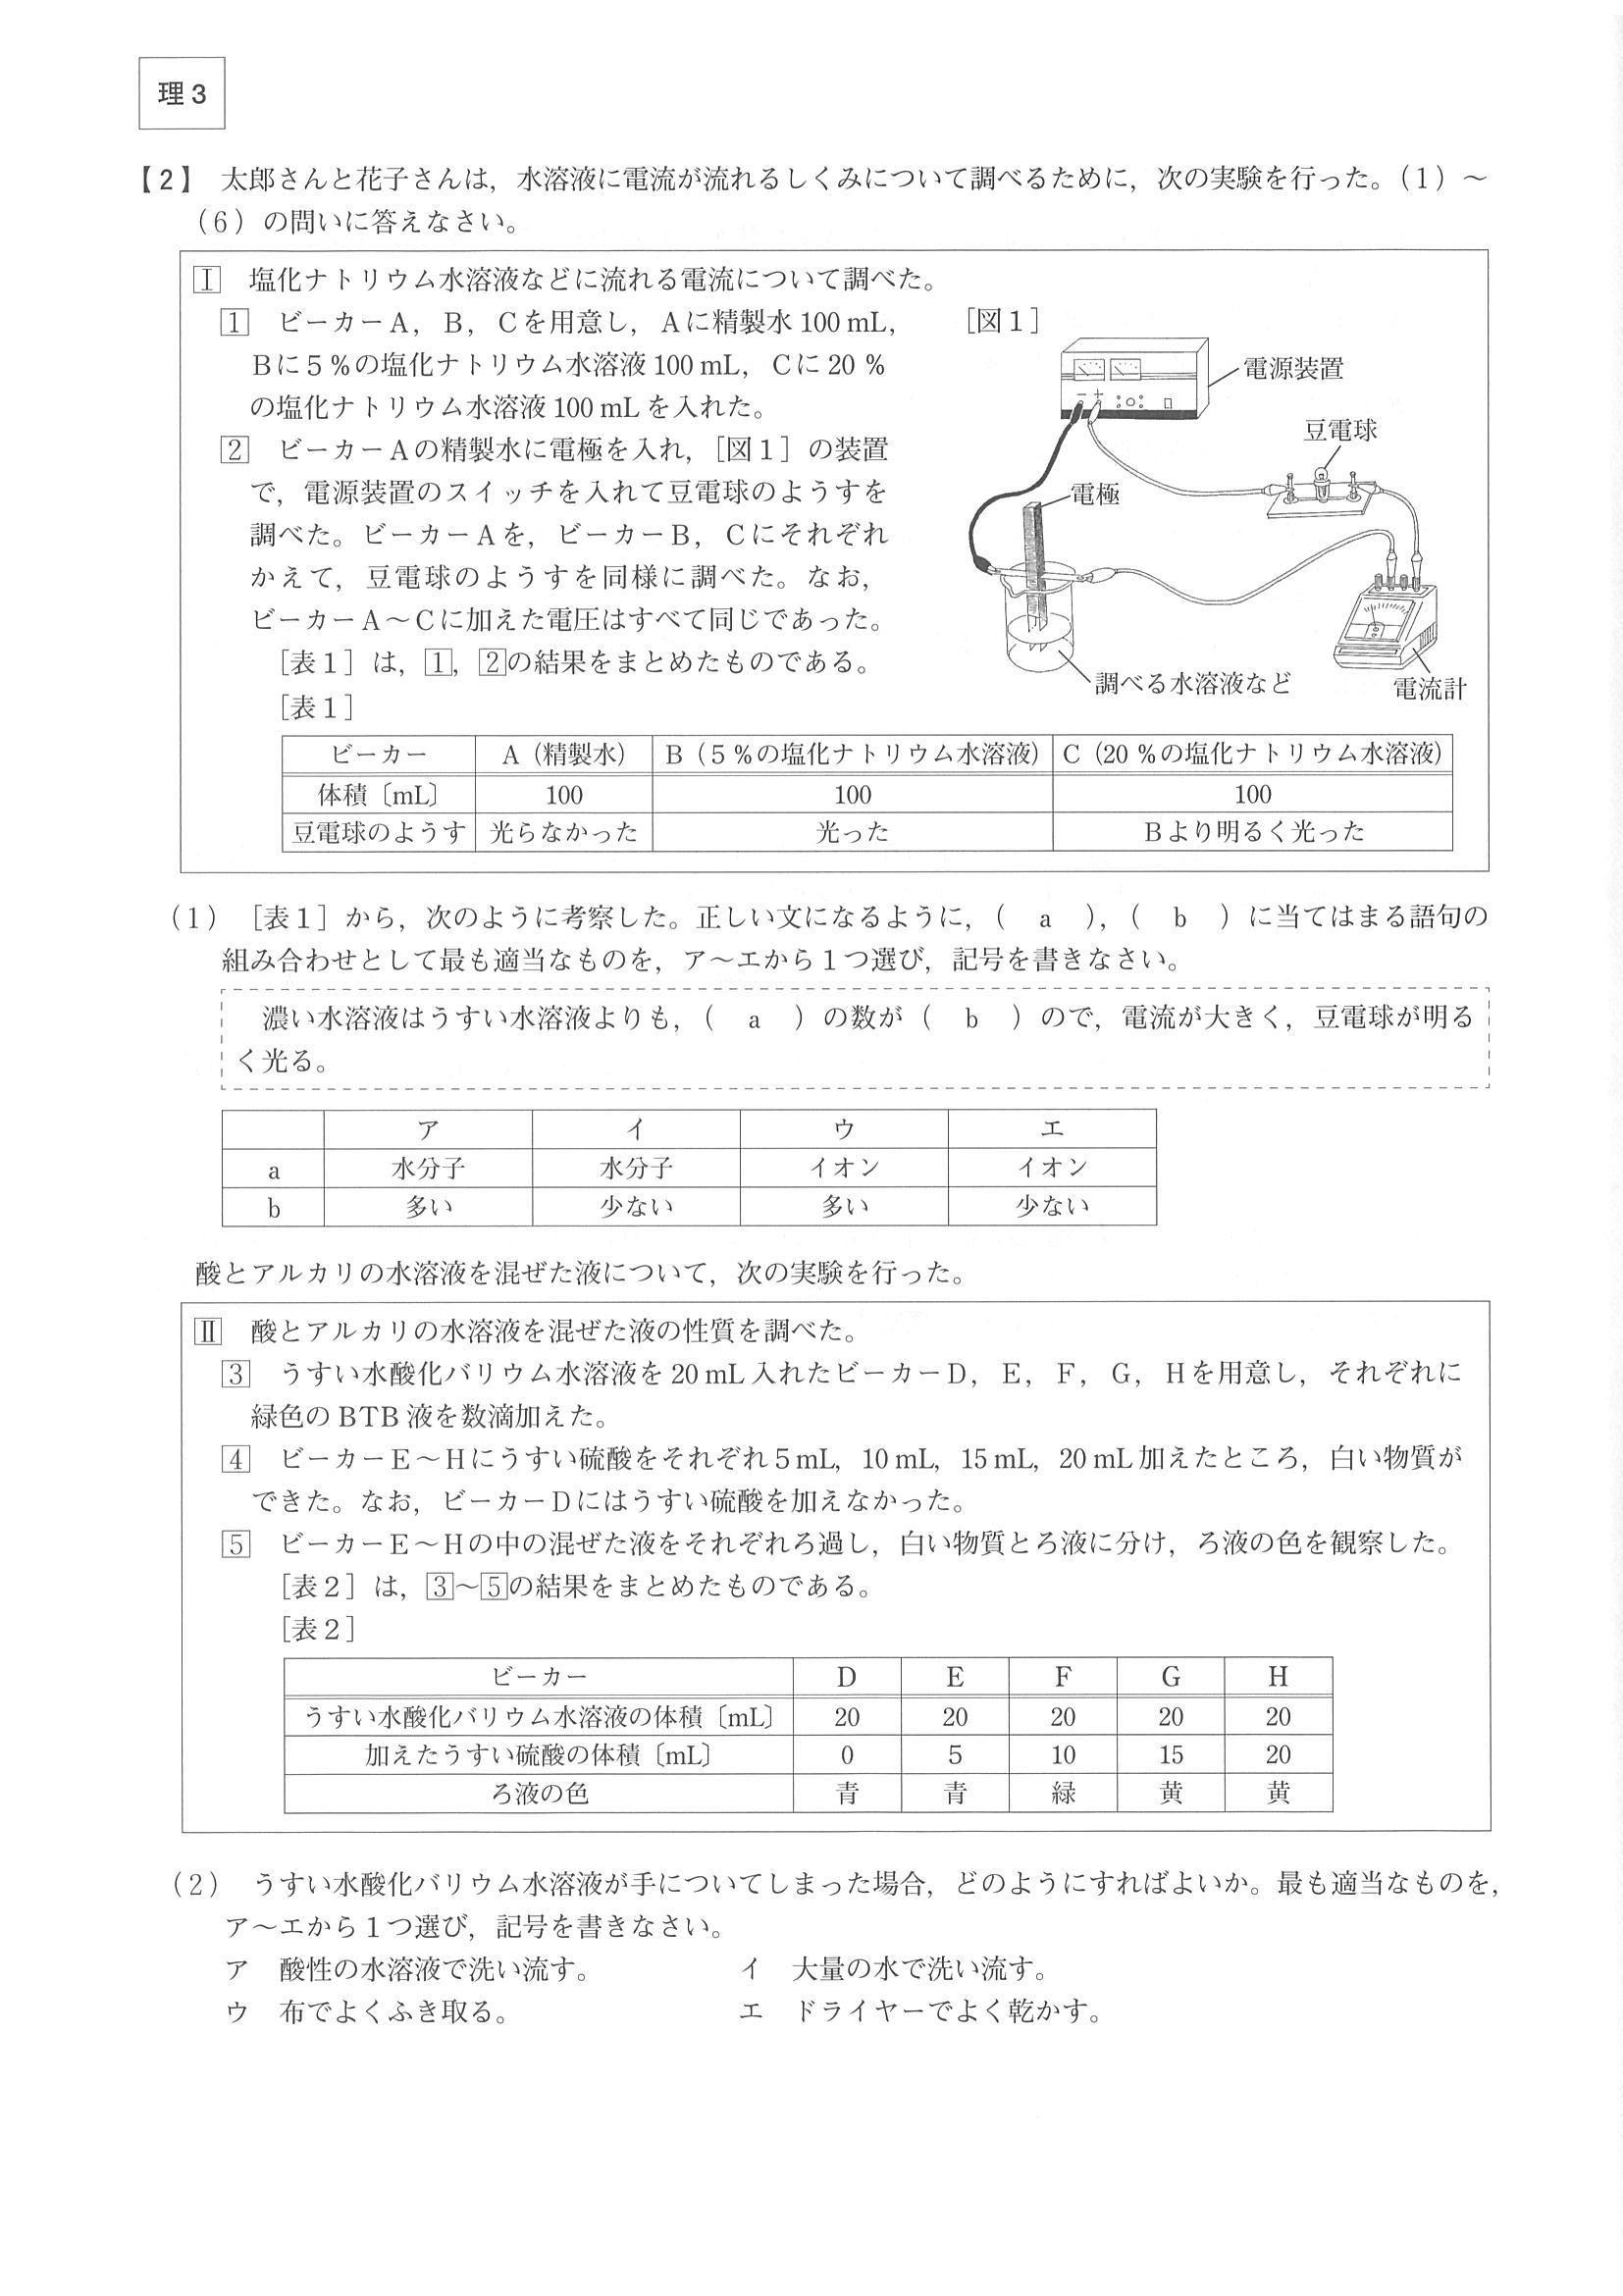 理3
【2】 太郎さんと花子さんは，水溶液に電流が流れるしくみについて調べるために，次の実験を行った。（1）～
（6）の問いに答えなさい。
Ⅰ 塩化ナトリウム水溶液などに流れる電流について調べた。
1 ビーカーA，B，Cを用意し，Aに精製水100 mL，
Bに5％の塩化ナトリウム水溶液100 mL，Cに20 ％
の塩化ナトリウム水溶液100 mLを入れた。
2 ビーカーAの精製水に電極を入れ，［図1］の装置
で，電源装置のスイッチを入れて豆電球のようすを
調べた。ビーカーAを，ビーカーB，Cにそれぞれ
かえて，豆電球のようすを同様に調べた。なお，
ビーカーA～Cに加えた電圧はすべて同じであった。
［表1］は，1，2の結果をまとめたものである。
［図1］
電源装置
豆電球
電極
調べる水溶液など
電流計
［表1］
ビーカー A（精製水） B（5％の塩化ナトリウム水溶液） C（20 ％の塩化ナトリウム水溶液）
体積〔mL〕 100 100 100
豆電球のようす 光らなかった 光った Bより明るく光った
（1） ［表1］から，次のように考察した。正しい文になるように，（ a ），（ b ）に当てはまる語句の
組み合わせとして最も適当なものを，ア～エから1つ選び，記号を書きなさい。
濃い水溶液はうすい水溶液よりも，（ a ）の数が（ b ）ので，電流が大きく，豆電球が明る
く光る。
ア イ ウ エ
a 水分子 水分子 イオン イオン
b 多い 少ない 多い 少ない
酸とアルカリの水溶液を混ぜた液について，次の実験を行った。
Ⅱ 酸とアルカリの水溶液を混ぜた液の性質を調べた。
3 うすい水酸化バリウム水溶液を20 mL入れたビーカーD，E，F，G，Hを用意し，それぞれに
緑色のBTB液を数滴加えた。
4 ビーカーE～Hにうすい硫酸をそれぞれ5 mL，10 mL，15 mL，20 mL加えたところ，白い物質が
できた。なお，ビーカーDにはうすい硫酸を加えなかった。
5 ビーカーE～Hの中の混ぜた液をそれぞれろ過し，白い物質とろ液に分け，ろ液の色を観察した。
［表2］は，3～5の結果をまとめたものである。
［表2］
ビーカー D E F G H
うすい水酸化バリウム水溶液の体積〔mL〕 20 20 20 20 20
加えたうすい硫酸の体積〔mL〕 0 5 10 15 20
ろ液の色 青 青 緑 黄 黄
（2） うすい水酸化バリウム水溶液が手についてしまった場合，どのようにすればよいか。最も適当なものを，
ア～エから1つ選び，記号を書きなさい。
ア 酸性の水溶液で洗い流す。 イ 大量の水で洗い流す。
ウ 布でよくふき取る。 エ ドライヤーでよく乾かす。